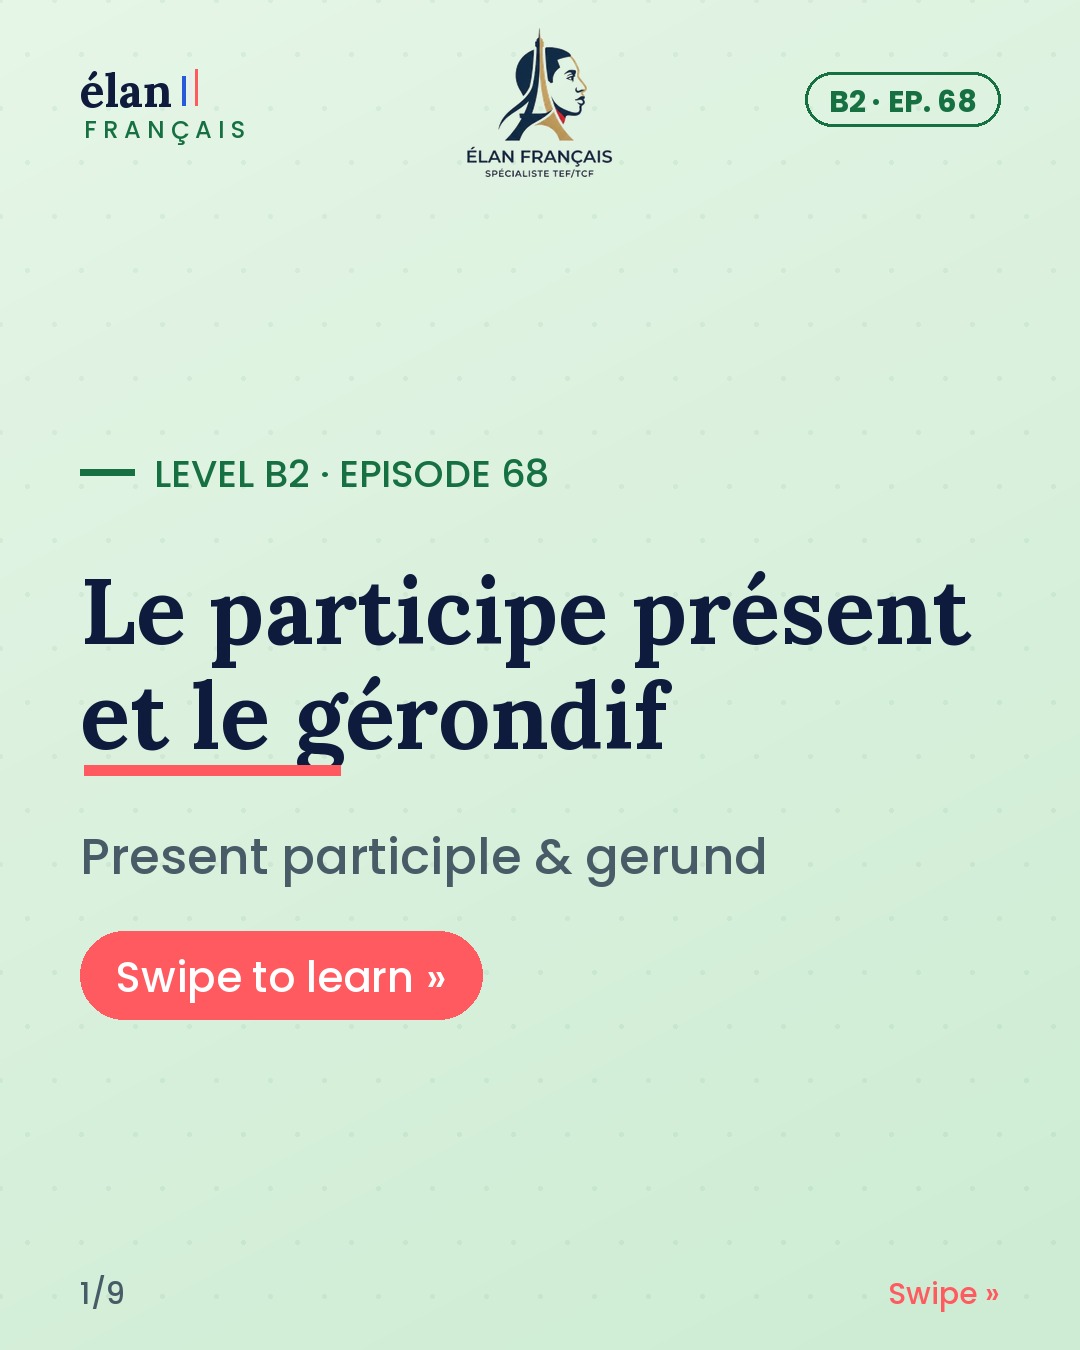 élan
FRANÇAIS
ÉLAN FRANÇAIS
SPÉCIALISTE TEF/TCF
B2 · EP. 68
LEVEL B2 · EPISODE 68
Le participe présent
et le gérondif
Present participle & gerund
Swipe to learn »
1/9
Swipe »